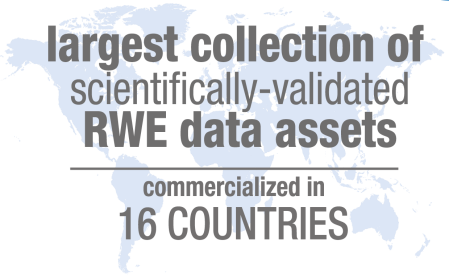 largest collection of
scientifically-validated
RWE data assets
commercialized in
16 COUNTRIES